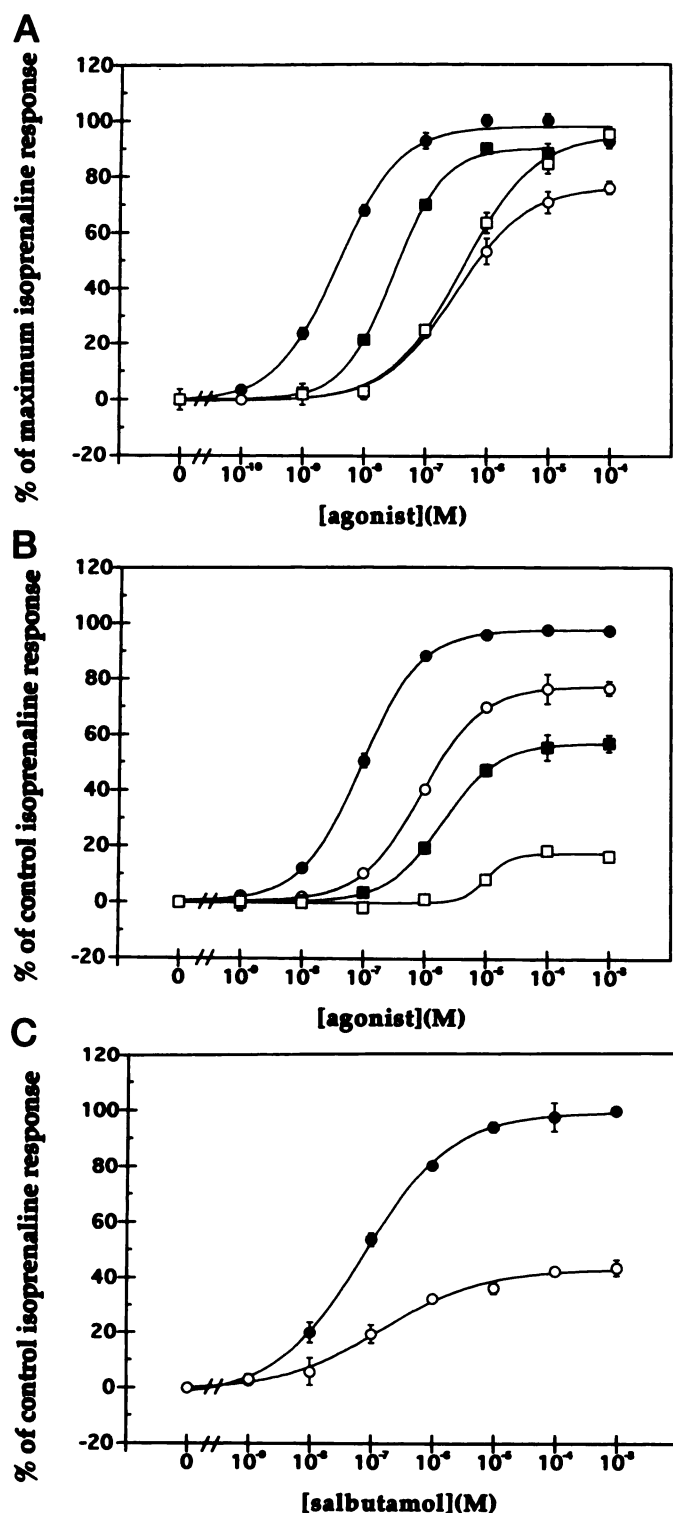 A
% of maximum isoprenaline response
120
100
80
60
40
20
0
-20
0 10⁻¹⁰ 10⁻⁹ 10⁻⁸ 10⁻⁷ 10⁻⁶ 10⁻⁵ 10⁻⁴
[agonist](M)
B
% of control isoprenaline response
120
100
80
60
40
20
0
-20
0 10⁻⁹ 10⁻⁸ 10⁻⁷ 10⁻⁶ 10⁻⁵ 10⁻⁴ 10⁻³
[agonist](M)
C
% of control isoprenaline response
120
100
80
60
40
20
0
-20
0 10⁻⁹ 10⁻⁸ 10⁻⁷ 10⁻⁶ 10⁻⁵ 10⁻⁴ 10⁻³
[salbutamol](M)